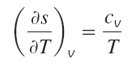 (∂s/∂T)_v = c_v/T